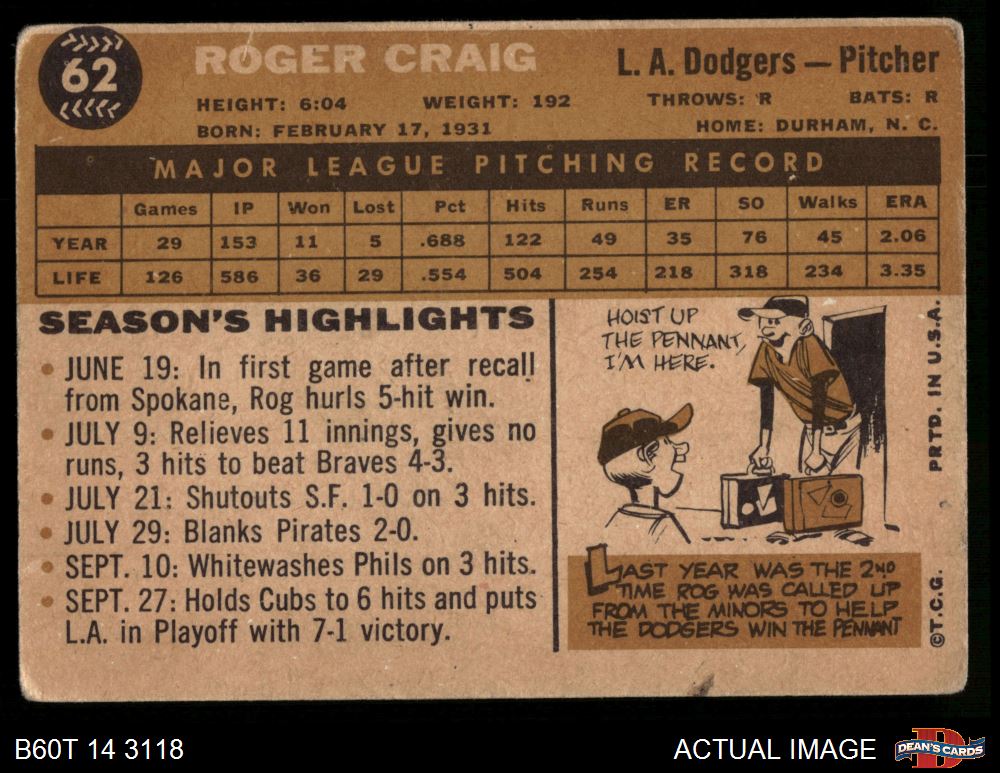 62
ROGER CRAIG
L. A. Dodgers — Pitcher
HEIGHT: 6:04 WEIGHT: 192 THROWS: R BATS: R
BORN: FEBRUARY 17, 1931 HOME: DURHAM, N. C.
MAJOR LEAGUE PITCHING RECORD
Games IP Won Lost Pct Hits Runs ER SO Walks ERA
YEAR 29 153 11 5 .688 122 49 35 76 45 2.06
LIFE 126 586 36 29 .554 504 254 218 318 234 3.35
SEASON'S HIGHLIGHTS
• JUNE 19: In first game after recall
from Spokane, Rog hurls 5-hit win.
• JULY 9: Relieves 11 innings, gives no
runs, 3 hits to beat Braves 4-3.
• JULY 21: Shutouts S.F. 1-0 on 3 hits.
• JULY 29: Blanks Pirates 2-0.
• SEPT. 10: Whitewashes Phils on 3 hits.
• SEPT. 27: Holds Cubs to 6 hits and puts
L.A. in Playoff with 7-1 victory.
HOIST UP
THE PENNANT,
I'M HERE.
LAST YEAR WAS THE 2ND
TIME ROG WAS CALLED UP
FROM THE MINORS TO HELP
THE DODGERS WIN THE PENNANT
©T.C.G. PRTD. IN U.S.A.
B60T 14 3118
ACTUAL IMAGE
D
DEAN'S CARDS